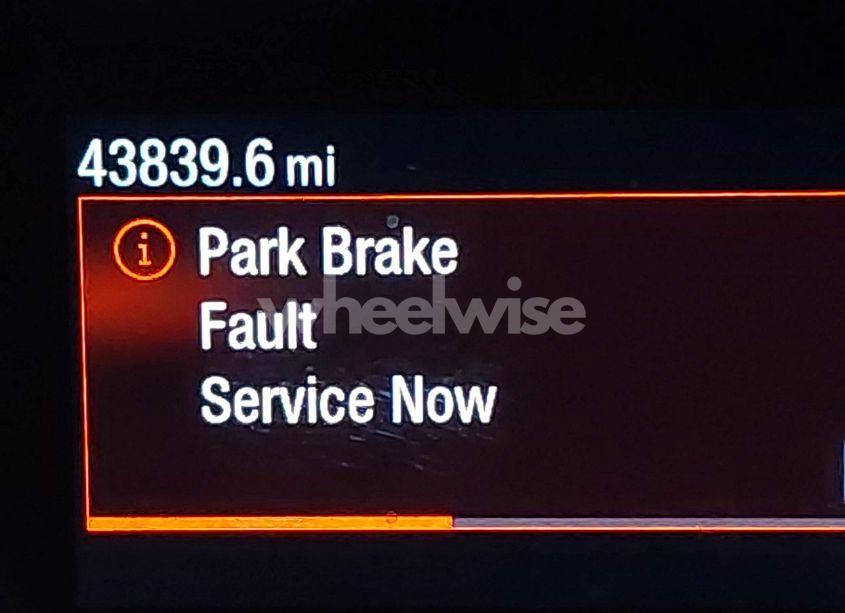 43839.6 mi
i Park Brake
Fault
wheelwise
Service Now